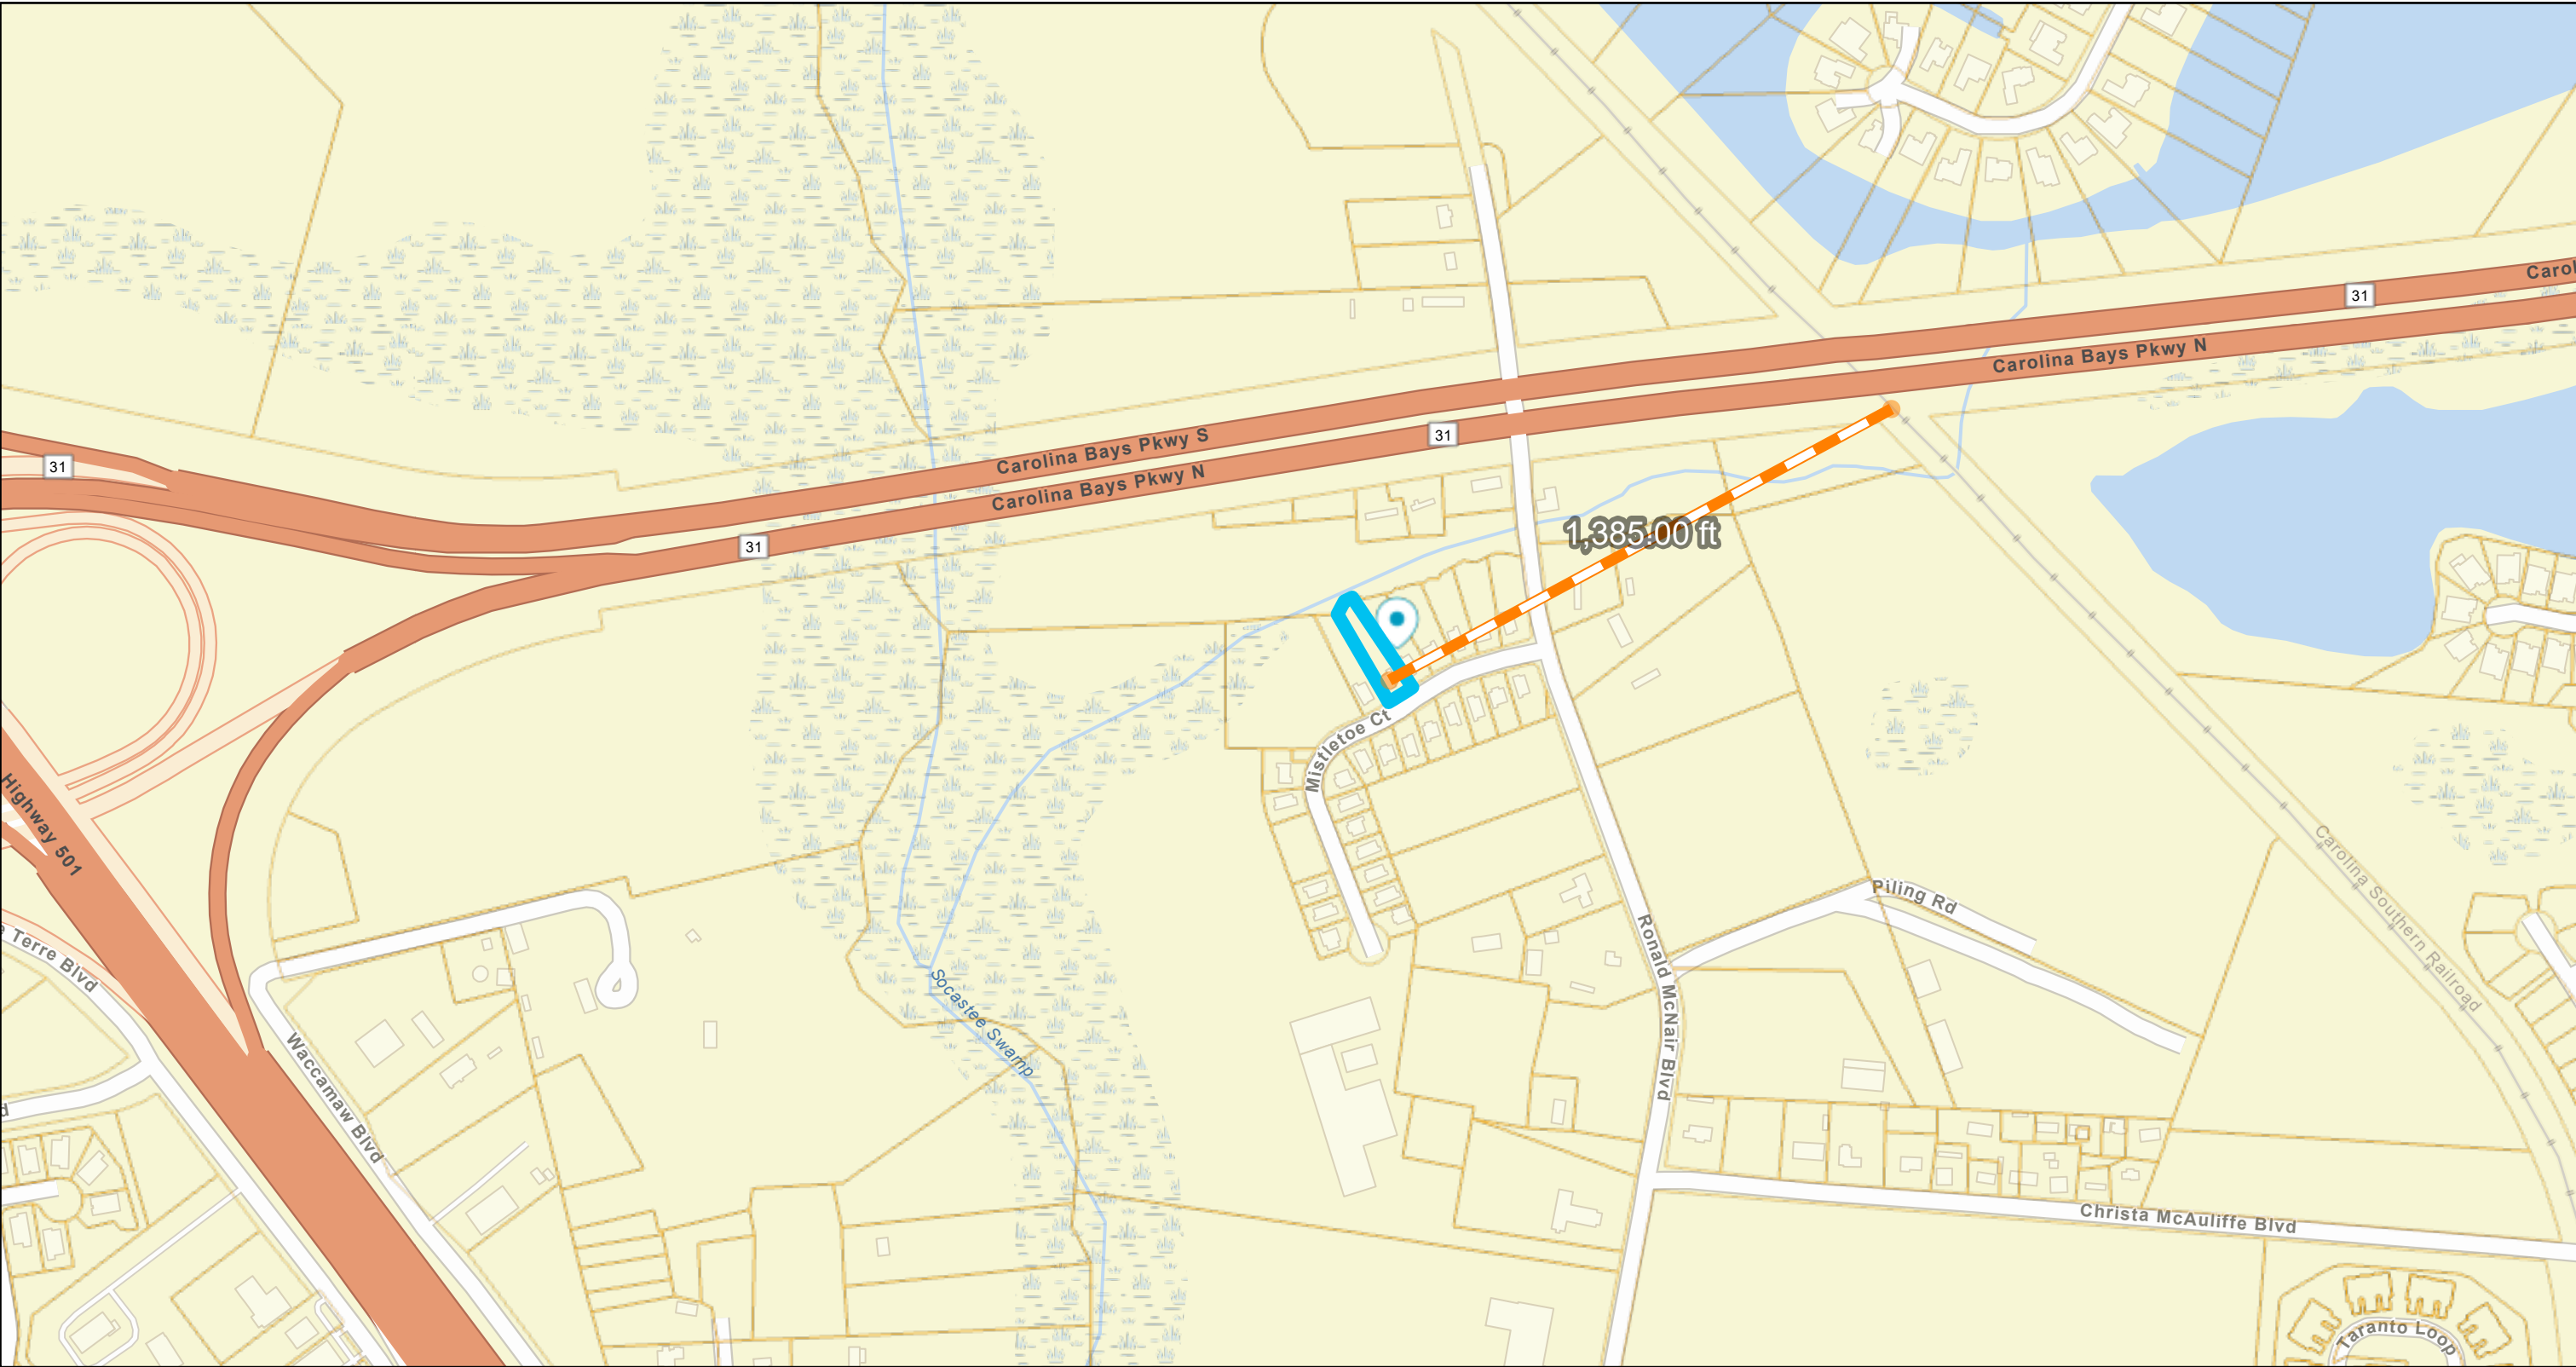 Carol
31
31
Carolina Bays Pkwy N
Carolina Bays Pkwy S
31
31
Carolina Bays Pkwy N
1,385.00 ft
31
Mistletoe Ct
Highway 501
Carolina Southern Railroad
Piling Rd
e Terre Blvd
Ronald McNair Blvd
Socastee Swamp
Waccamaw Blvd
d
Christa McAuliffe Blvd
Taranto Loop